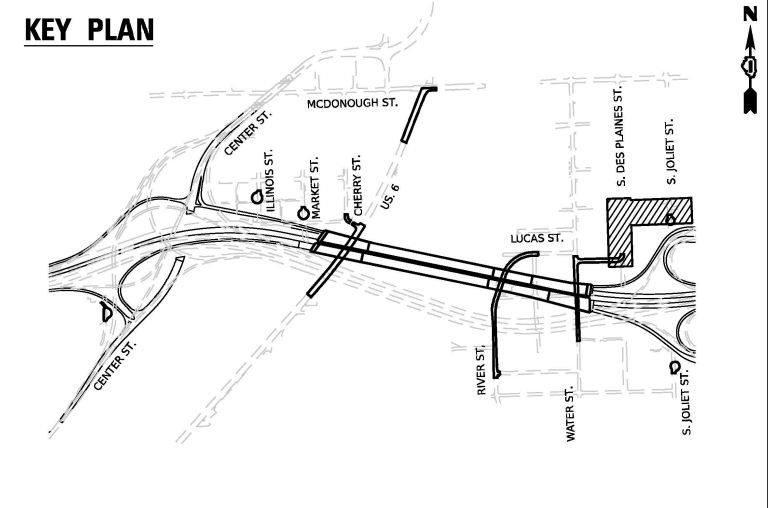 KEY PLAN
N
MCDONOUGH ST.
CENTER ST.
ILLINOIS ST.
MARKET ST.
CHERRY ST.
US. 6
S. DES PLAINES ST.
S. JOLIET ST.
LUCAS ST.
CENTER ST.
RIVER ST.
WATER ST.
S. JOLIET ST.